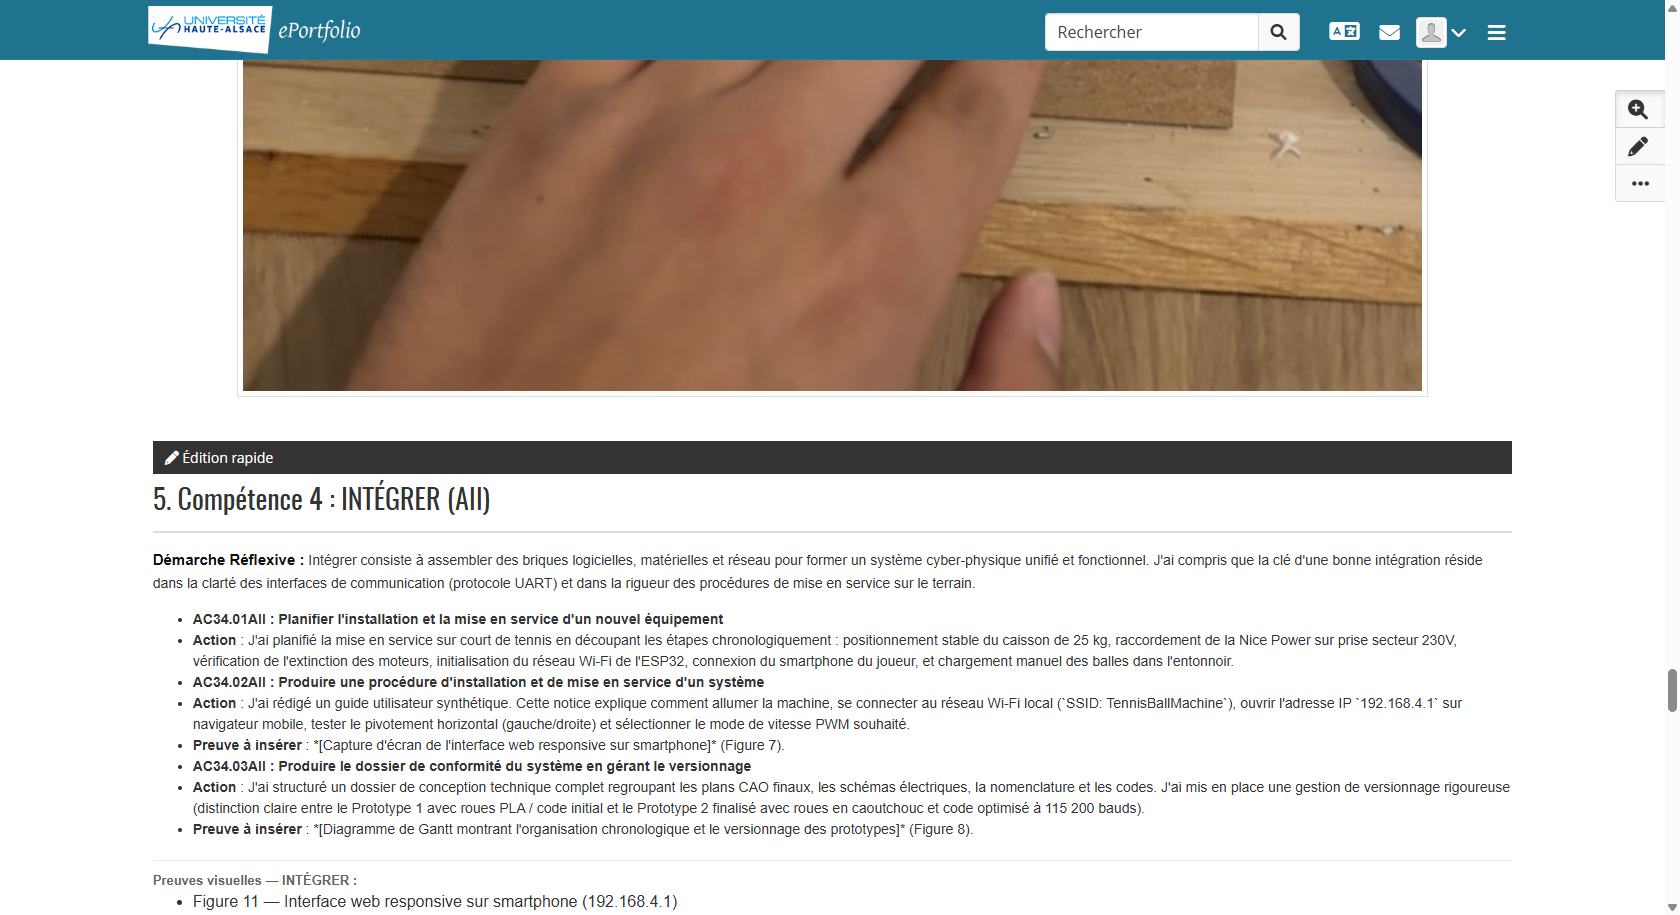 UNIVERSITÉ
HAUTE-ALSACE
ePortfolio
Rechercher
Édition rapide
5. Compétence 4 : INTÉGRER (AII)
Démarche Réflexive : Intégrer consiste à assembler des briques logicielles, matérielles et réseau pour former un système cyber-physique unifié et fonctionnel. J'ai compris que la clé d'une bonne intégration réside
dans la clarté des interfaces de communication (protocole UART) et dans la rigueur des procédures de mise en service sur le terrain.
• AC34.01AII : Planifier l'installation et la mise en service d'un nouvel équipement
• Action : J'ai planifié la mise en service sur court de tennis en découpant les étapes chronologiquement : positionnement stable du caisson de 25 kg, raccordement de la Nice Power sur prise secteur 230V,
vérification de l'extinction des moteurs, initialisation du réseau Wi-Fi de l'ESP32, connexion du smartphone du joueur, et chargement manuel des balles dans l'entonnoir.
• AC34.02AII : Produire une procédure d'installation et de mise en service d'un système
• Action : J'ai rédigé un guide utilisateur synthétique. Cette notice explique comment allumer la machine, se connecter au réseau Wi-Fi local (`SSID: TennisBallMachine`), ouvrir l'adresse IP `192.168.4.1` sur
navigateur mobile, tester le pivotement horizontal (gauche/droite) et sélectionner le mode de vitesse PWM souhaité.
• Preuve à insérer : *[Capture d'écran de l'interface web responsive sur smartphone]* (Figure 7).
• AC34.03AII : Produire le dossier de conformité du système en gérant le versionnage
• Action : J'ai structuré un dossier de conception technique complet regroupant les plans CAO finaux, les schémas électriques, la nomenclature et les codes. J'ai mis en place une gestion de versionnage rigoureuse
(distinction claire entre le Prototype 1 avec roues PLA / code initial et le Prototype 2 finalisé avec roues en caoutchouc et code optimisé à 115 200 bauds).
• Preuve à insérer : *[Diagramme de Gantt montrant l'organisation chronologique et le versionnage des prototypes]* (Figure 8).
Preuves visuelles — INTÉGRER :
• Figure 11 — Interface web responsive sur smartphone (192.168.4.1)